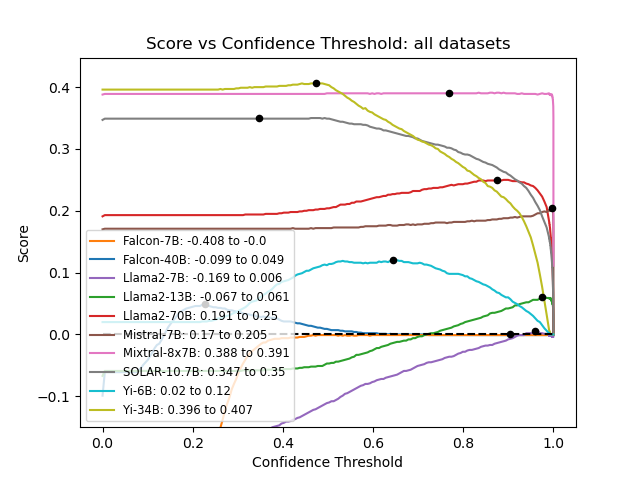 Score vs Confidence Threshold: all datasets
Score
0.4
0.3
0.2
0.1
0.0
−0.1
Falcon-7B: -0.408 to -0.0
Falcon-40B: -0.099 to 0.049
Llama2-7B: -0.169 to 0.006
Llama2-13B: -0.067 to 0.061
Llama2-70B: 0.191 to 0.25
Mistral-7B: 0.17 to 0.205
Mixtral-8x7B: 0.388 to 0.391
SOLAR-10.7B: 0.347 to 0.35
Yi-6B: 0.02 to 0.12
Yi-34B: 0.396 to 0.407
0.0 0.2 0.4 0.6 0.8 1.0
Confidence Threshold